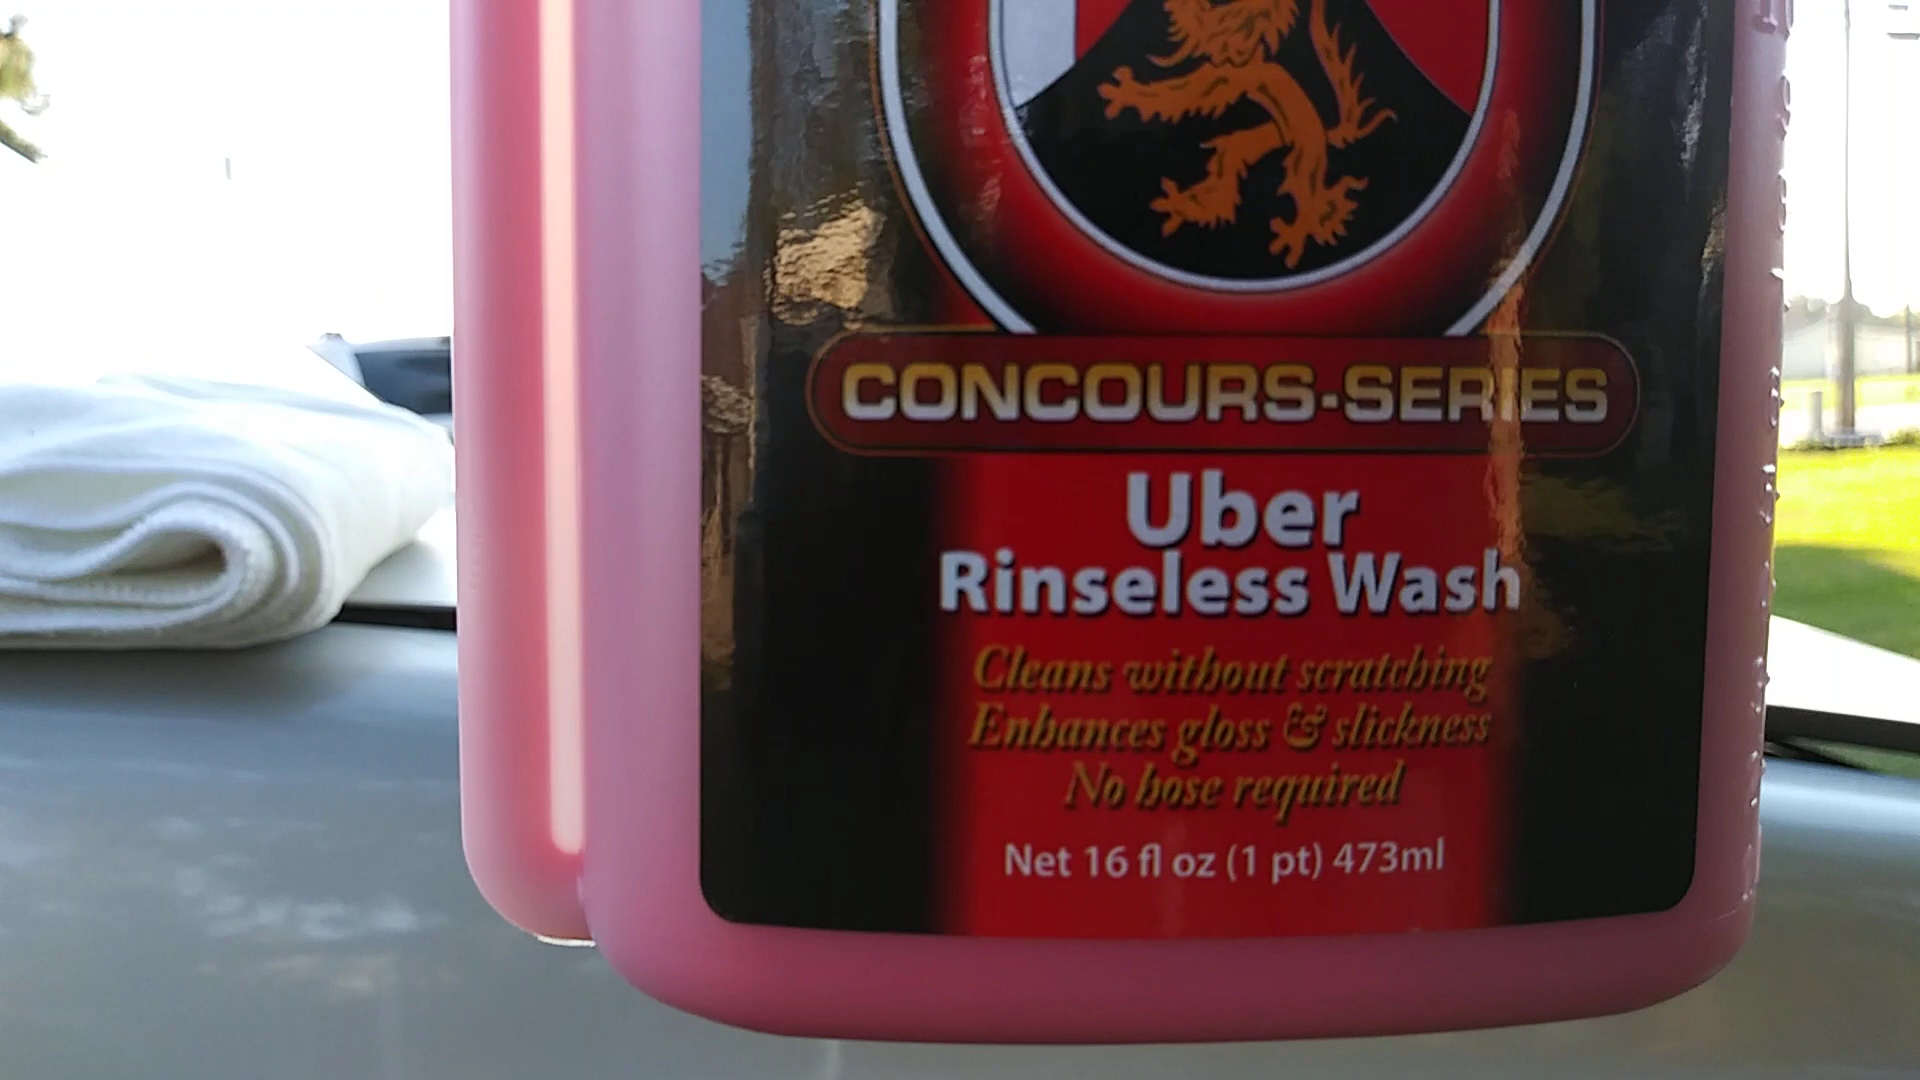 CONCOURS-SERIES
Uber
Rinseless Wash
Cleans without scratching
Enhances gloss & slickness
No hose required
Net 16 fl oz (1 pt) 473ml